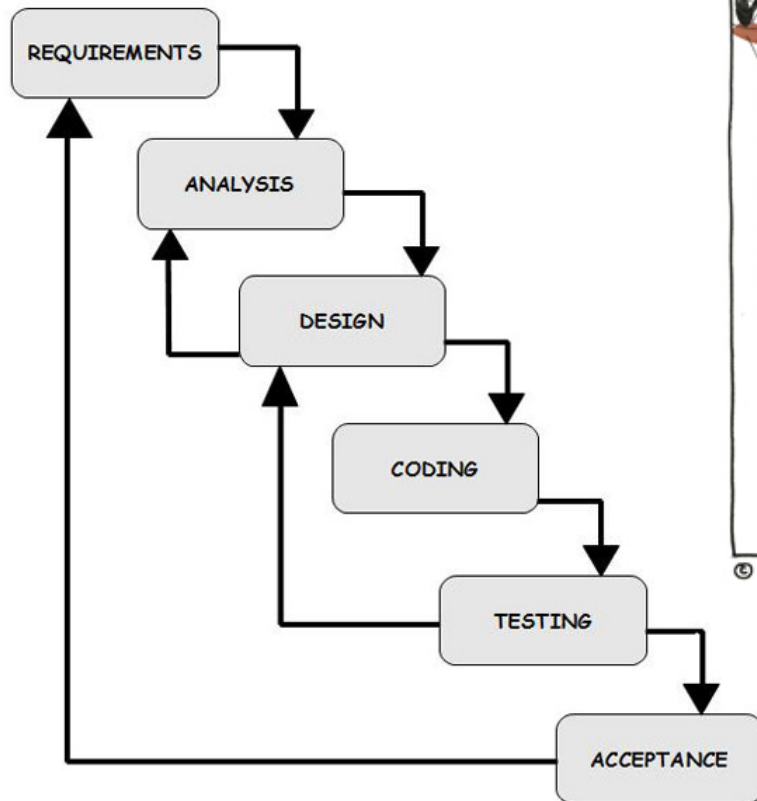 REQUIREMENTS
ANALYSIS
DESIGN
CODING
©
TESTING
ACCEPTANCE